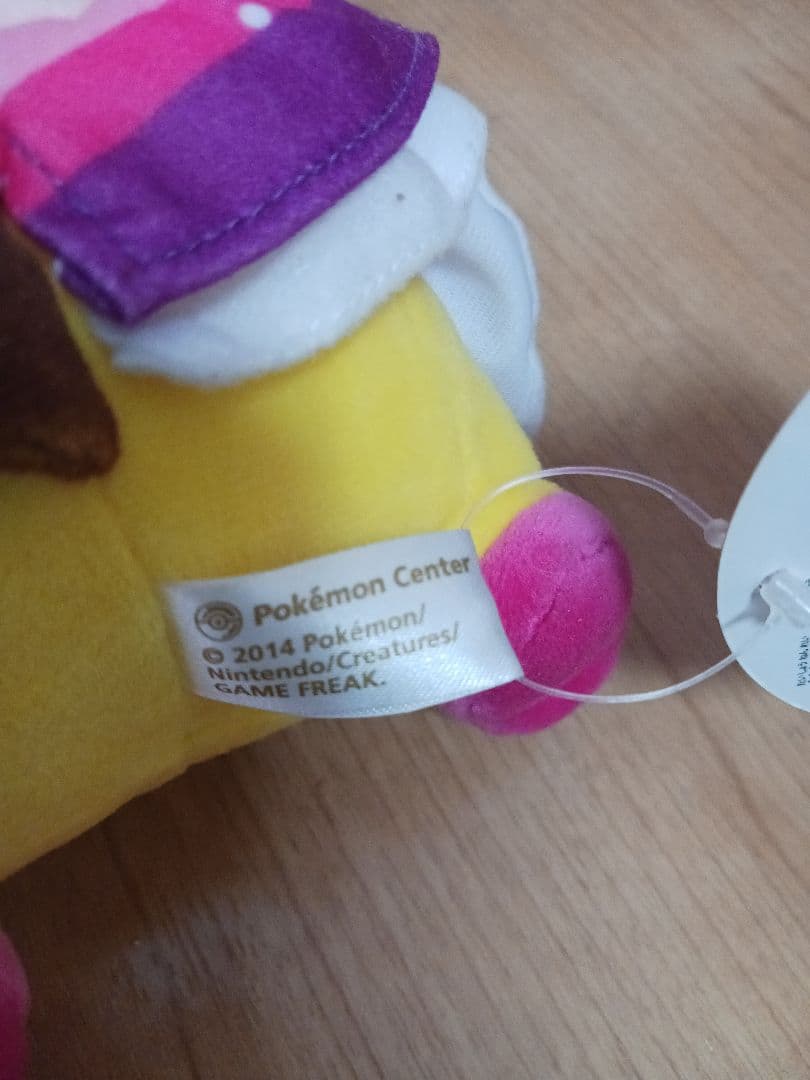 Pokémon Center
© 2014 Pokémon/
Nintendo/Creatures/
GAME FREAK.